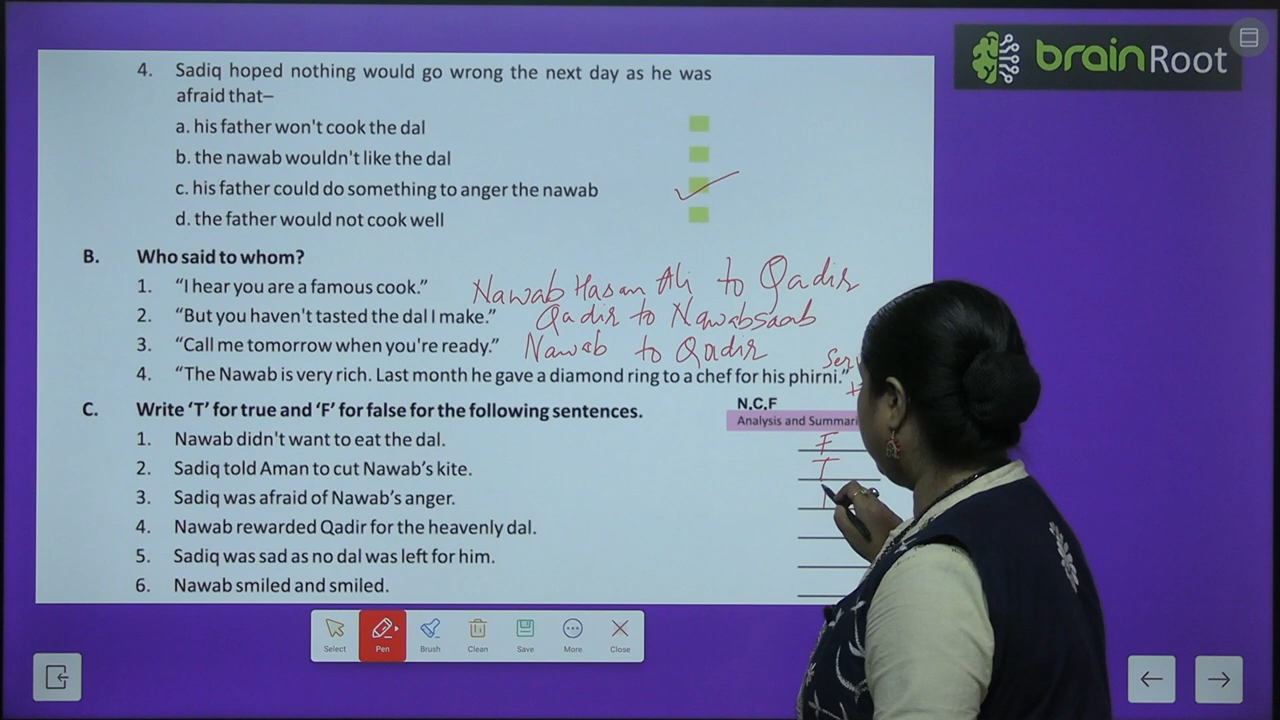 brainRoot
4. Sadiq hoped nothing would go wrong the next day as he was
afraid that–
a. his father won't cook the dal
b. the nawab wouldn't like the dal
c. his father could do something to anger the nawab
d. the father would not cook well
B. Who said to whom?
1. “I hear you are a famous cook.” Nawab Hasan Ali to Qadir
2. “But you haven't tasted the dal I make.” Qadir to Nawabsaab
3. “Call me tomorrow when you're ready.” Nawab to Qadir
4. “The Nawab is very rich. Last month he gave a diamond ring to a chef for his phirni.”
C. Write ‘T’ for true and ‘F’ for false for the following sentences.
N.C.F
Analysis and
1. Nawab didn't want to eat the dal. F
2. Sadiq told Aman to cut Nawab’s kite. T
3. Sadiq was afraid of Nawab’s anger.
4. Nawab rewarded Qadir for the heavenly dal.
5. Sadiq was sad as no dal was left for him.
6. Nawab smiled and smiled.
Select Pen Brush Clean Save More Close